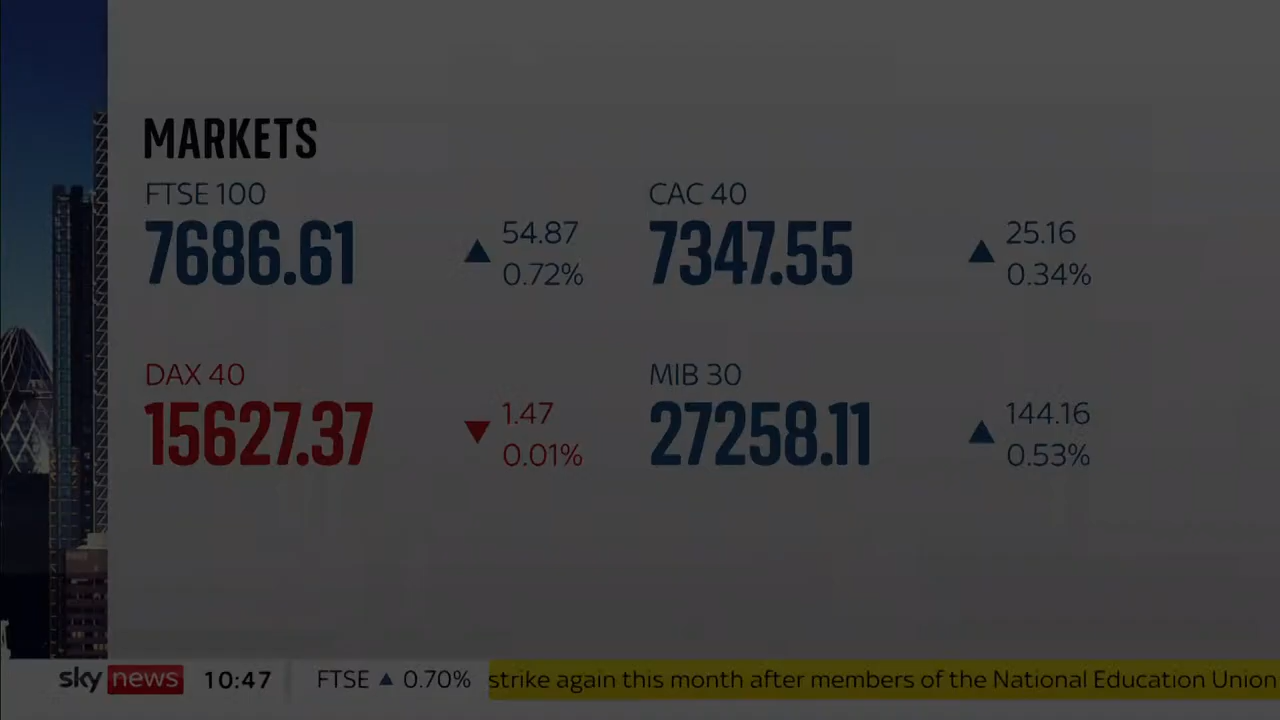 MARKETS
FTSE 100
7686.61
54.87
0.72%
CAC 40
7347.55
25.16
0.34%
DAX 40
15627.37
1.47
0.01%
MIB 30
27258.11
144.16
0.53%
sky news 10:47 FTSE 0.70% strike again this month after members of the National Education Union